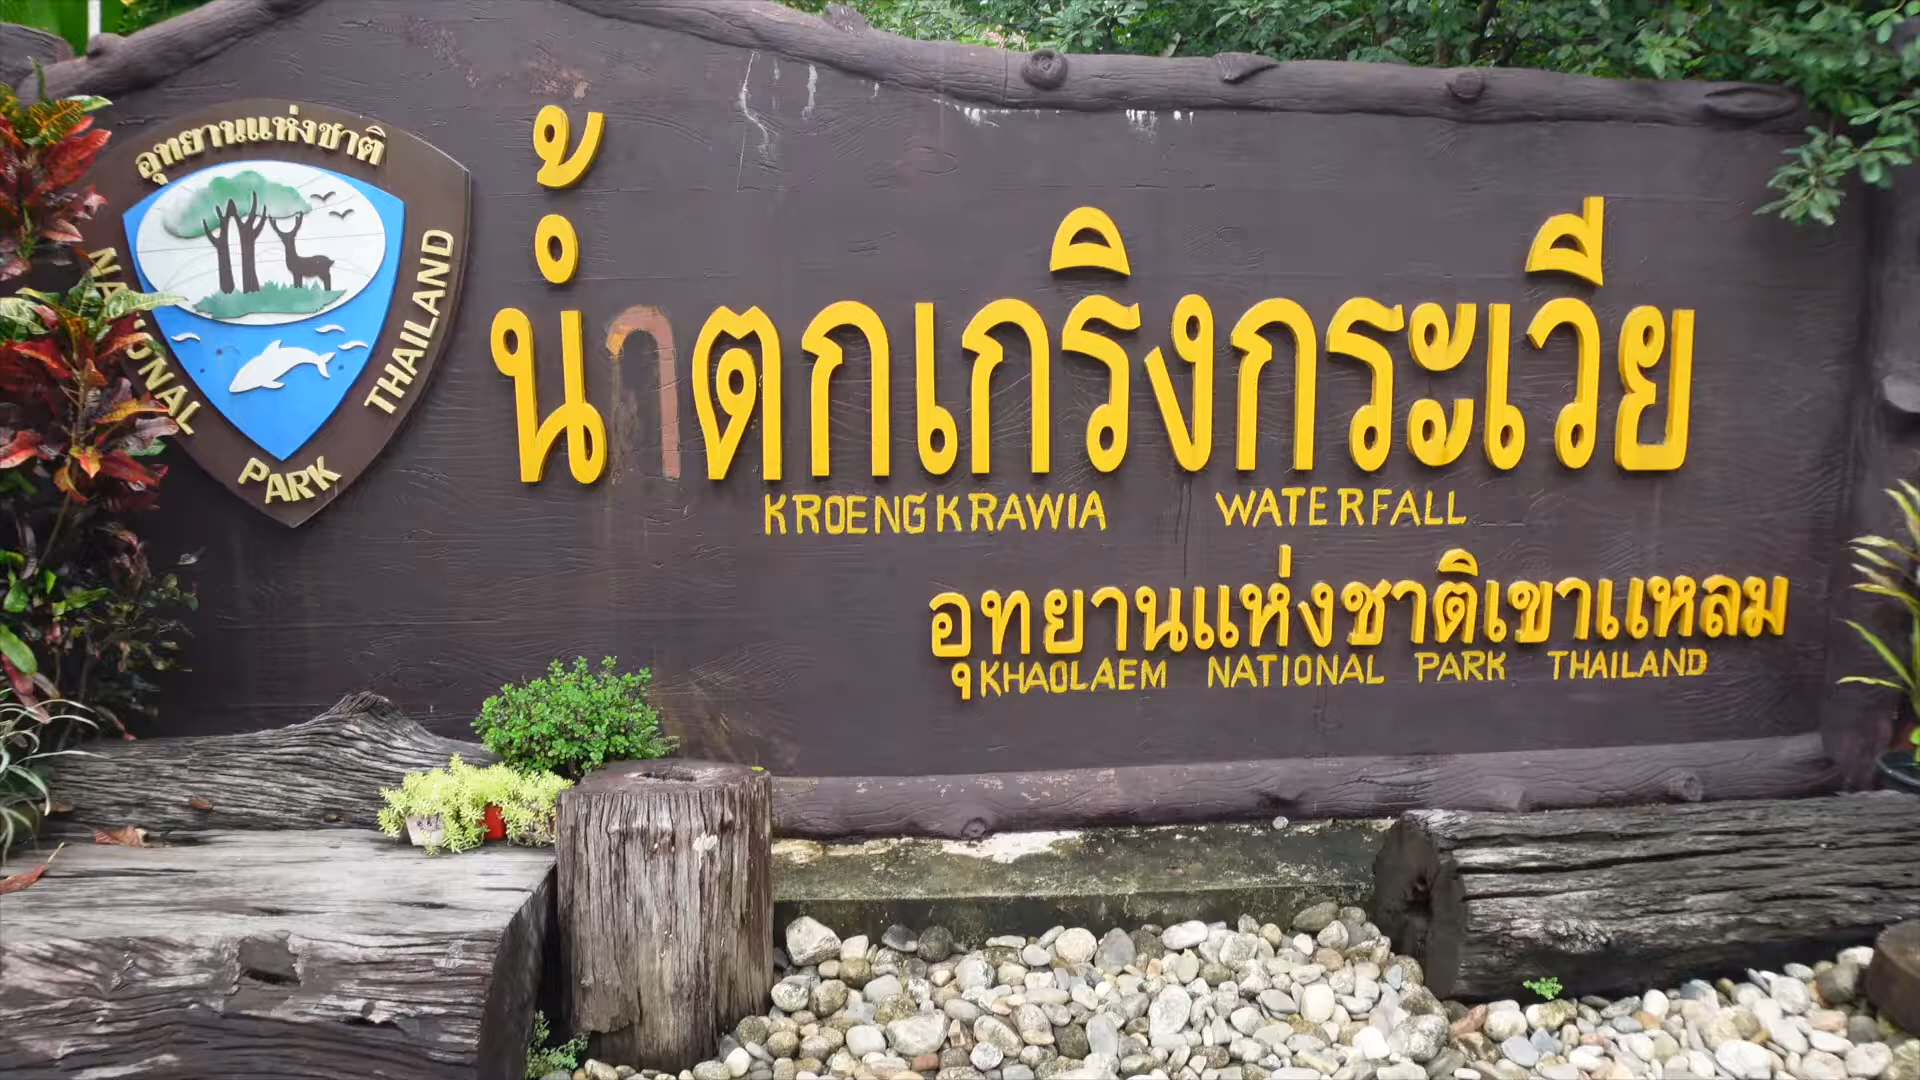 อุทยานแห่งชาติ
NATIONAL PARK THAILAND
น้ำตกเกริงกระเวีย
KROENGKRAWIA WATERFALL
อุทยานแห่งชาติเขาแหลม
KHAOLAEM NATIONAL PARK THAILAND